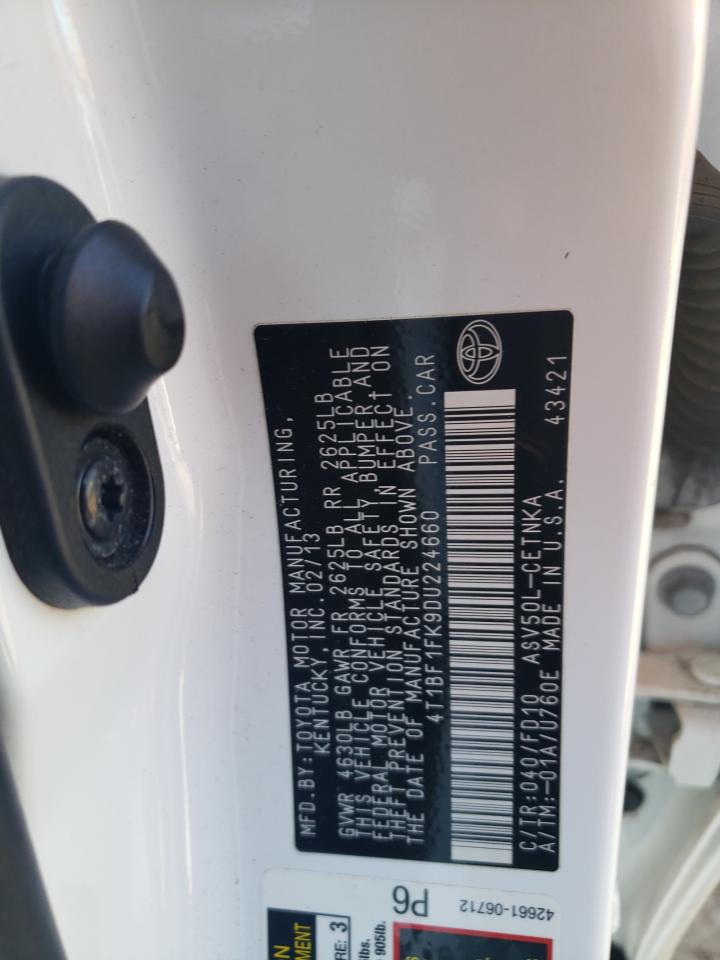 MFD.BY:TOYOTA MOTOR MANUFACTURING,
KENTUCKY, INC. 02/13
GVWR 4630LB GAWR FR 2625LB RR 2625LB
THIS VEHICLE CONFORMS TO ALL APPLICABLE
FEDERAL MOTOR VEHICLE SAFETY, BUMPER, AND
THEFT PREVENTION STANDARDS IN EFFECT ON
THE DATE OF MANUFACTURE SHOWN ABOVE.
4T1BF1FK9DU224660 PASS.CAR
C/TR:040/FD10 ASV50L-CETNKA
A/TM:-01A/U760E MADE IN U.S.A. 43421
P6
42661-06712
3
905lb.
lbs.